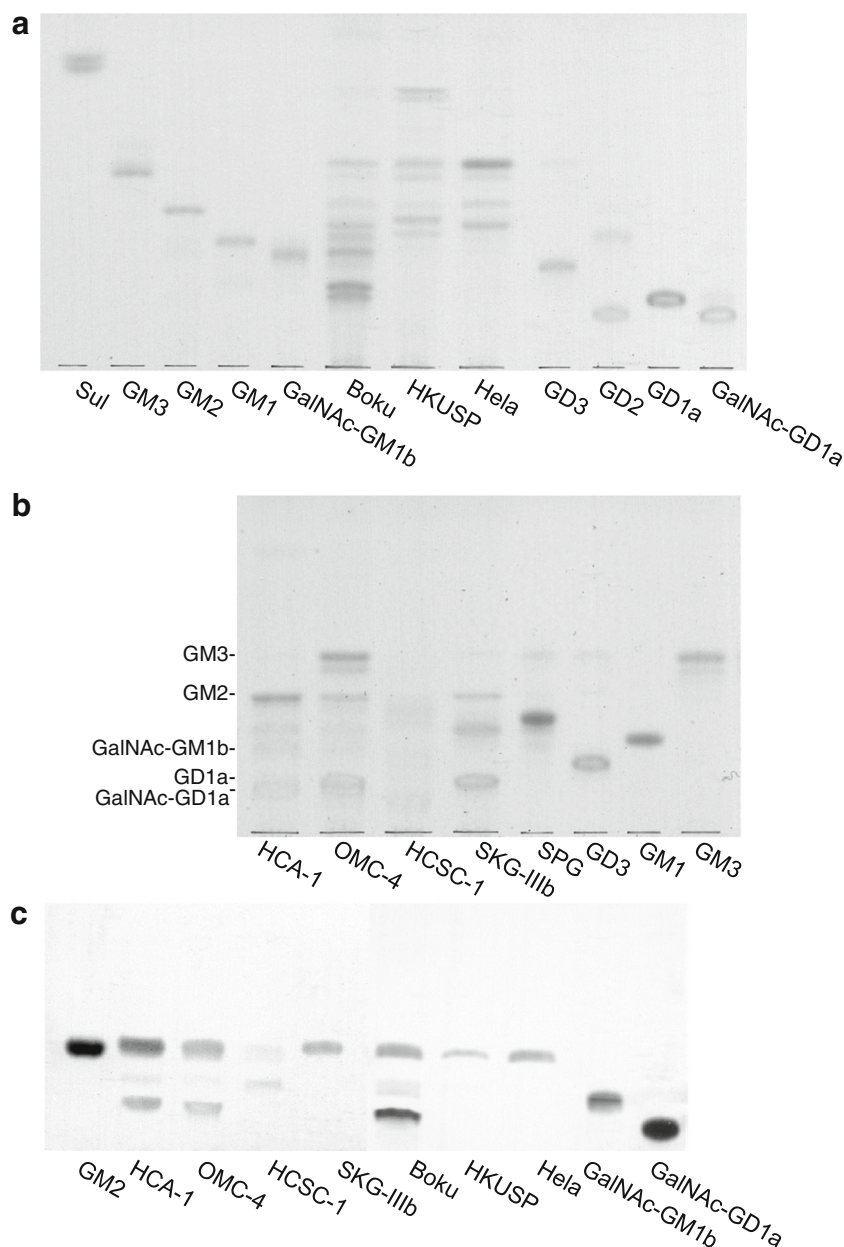 a
Sul GM3 GM2 GM1 GalNAc-GM1b Boku HKUSP Hela GD3 GD2 GD1a GalNAc-GD1a
b
GM3-
GM2-
GalNAc-GM1b-
GD1a-
GalNAc-GD1a-
HCA-1 OMC-4 HCSC-1 SKG-IIIb SPG GD3 GM1 GM3
c
GM2 HCA-1 OMC-4 HCSC-1 SKG-IIIb Boku HKUSP Hela GalNAc-GM1b GalNAc-GD1a